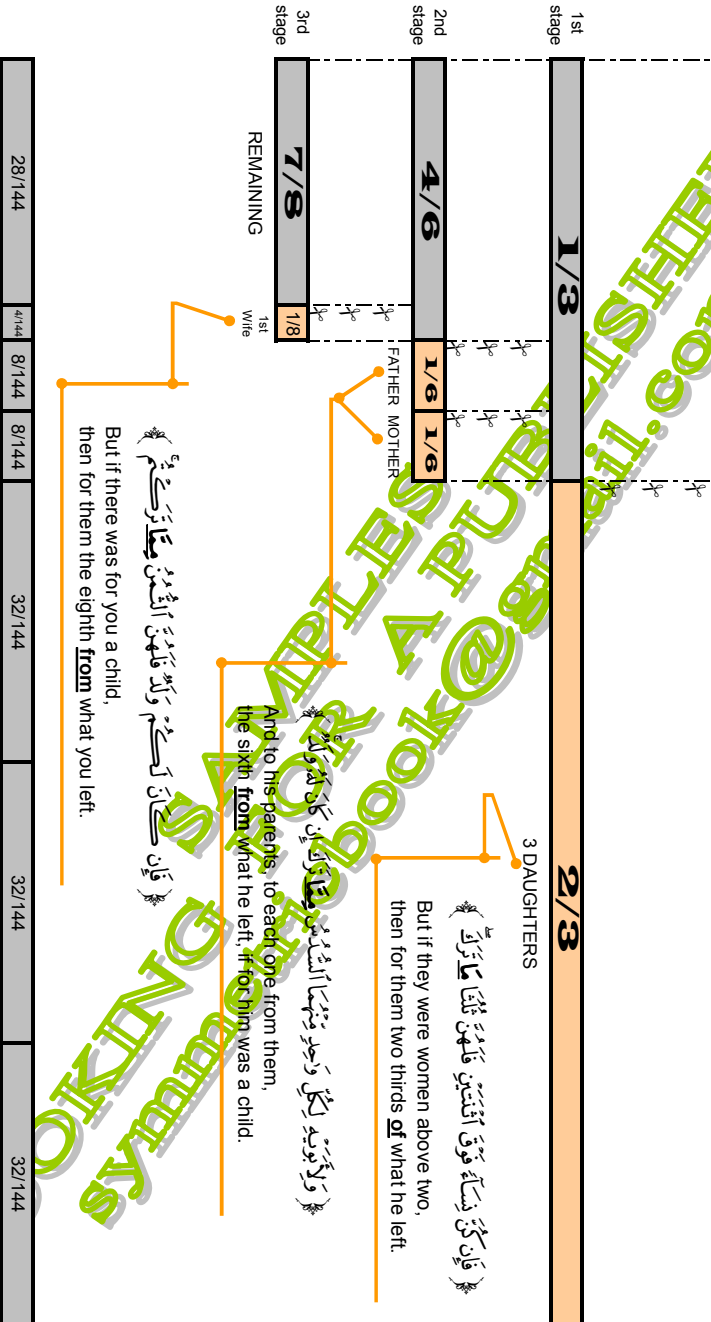 1st
stage
1/3
2/3
3 DAUGHTERS
﴿ فَإِن كُنَّ نِسَآءً فَوْقَ ٱثْنَتَيْنِ فَلَهُنَّ ثُلُثَا مَا تَرَكَ ﴾
But if they were women above two,
then for them two thirds of what he left.
2nd
stage
4/6
1/6
1/6
FATHER MOTHER
﴿ وَلِأَبَوَيْهِ لِكُلِّ وَٰحِدٍ مِّنْهُمَا ٱلسُّدُسُ مِمَّا تَرَكَ إِن كَانَ لَهُۥ وَلَدٌ ﴾
And to his parents, to each one from them,
the sixth from what he left, if for him was a child.
3rd
stage
7/8
1/8
REMAINING
1st
Wife
﴿ فَإِن كَانَ لَكُمْ وَلَدٌ فَلَهُنَّ ٱلثُّمُنُ مِمَّا تَرَكْتُم ﴾
But if there was for you a child,
then for them the eighth from what you left.
28/144
4/144
8/144
8/144
32/144
32/144
32/144
SAMPLES
FOR A PUBLISHE
symmetricbook@gmail.co